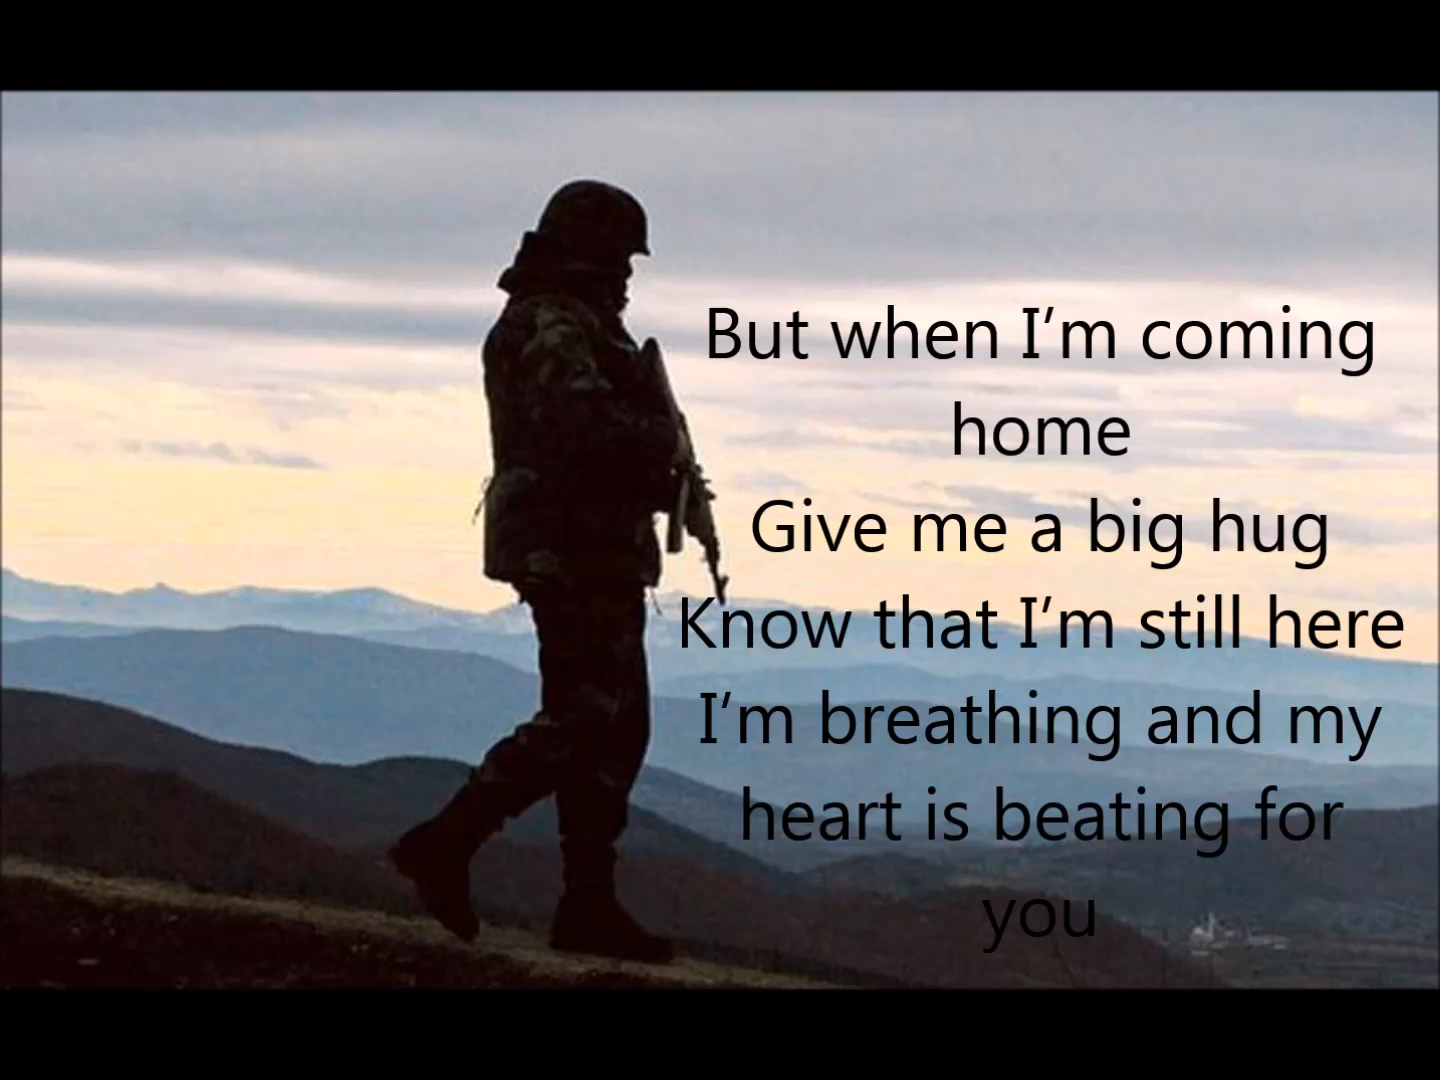 But when I’m coming
home
Give me a big hug
Know that I’m still here
I’m breathing and my
heart is beating for
you